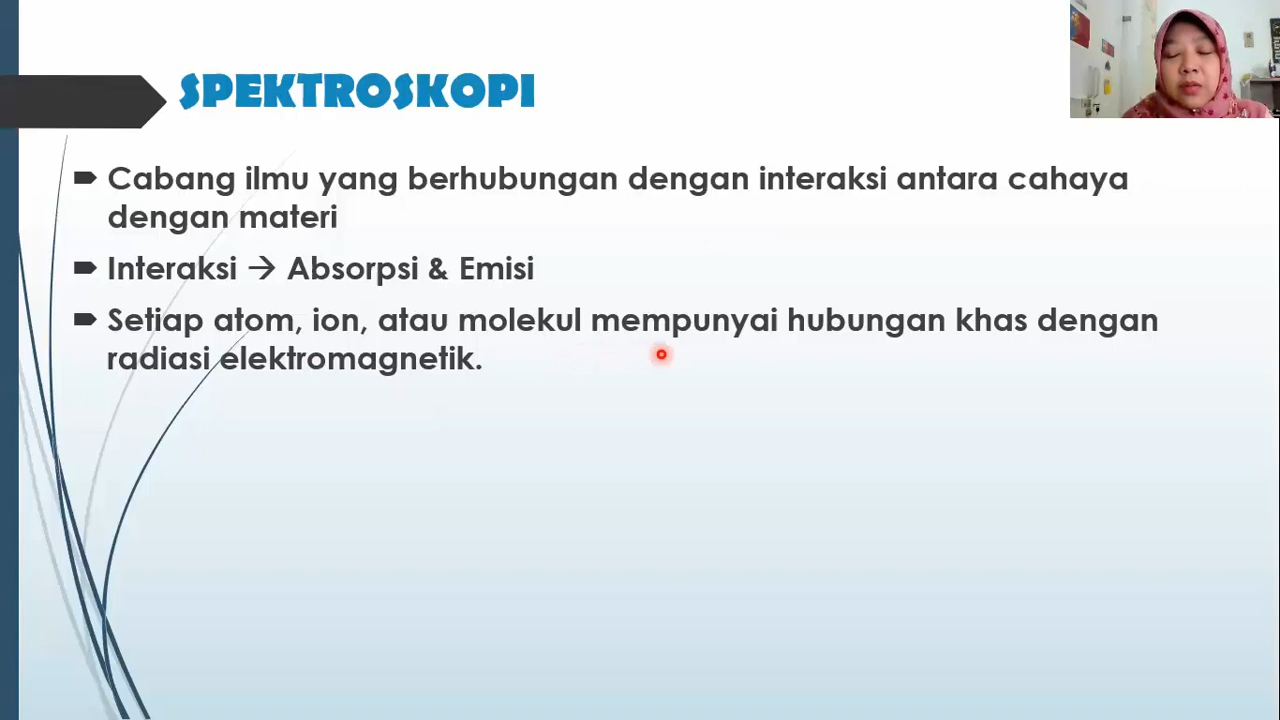 SPEKTROSKOPI
Cabang ilmu yang berhubungan dengan interaksi antara cahaya
dengan materi
Interaksi → Absorpsi & Emisi
Setiap atom, ion, atau molekul mempunyai hubungan khas dengan
radiasi elektromagnetik.